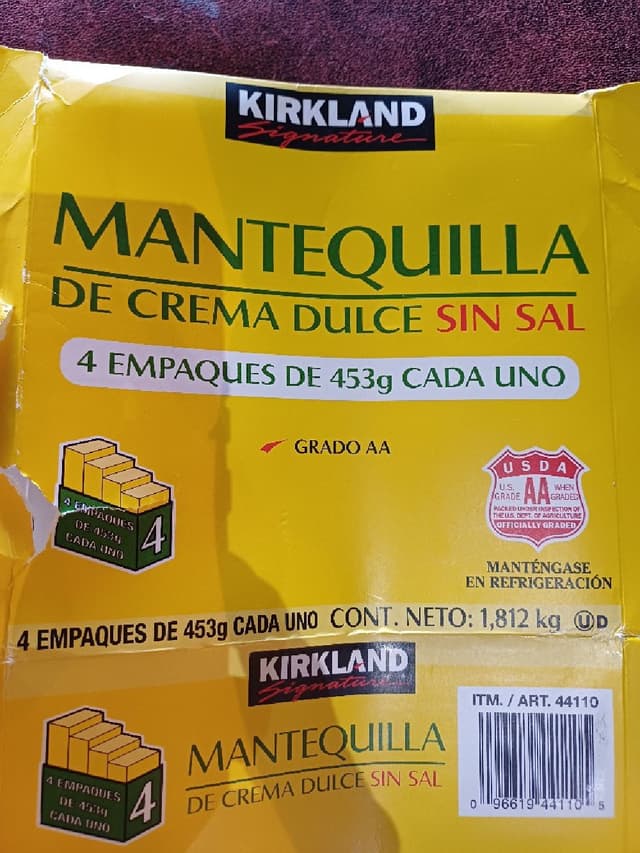 KIRKLAND
Signature
MANTEQUILLA
DE CREMA DULCE SIN SAL
4 EMPAQUES DE 453g CADA UNO
GRADO AA
4 EMPAQUES
DE 453G
CADA UNO
4
USDA
U.S. GRADE AA WHEN GRADED
PACKED UNDER INSPECTION OF
THE U.S. DEPT. OF AGRICULTURE
OFFICIALLY GRADED
MANTÉNGASE
EN REFRIGERACIÓN
4 EMPAQUES DE 453g CADA UNO CONT. NETO: 1,812 kg Ⓤ D
KIRKLAND
Signature
MANTEQUILLA
DE CREMA DULCE SIN SAL
4 EMPAQUES
DE 453G
CADA UNO
4
ITM. / ART. 44110
0 96619 44110 5